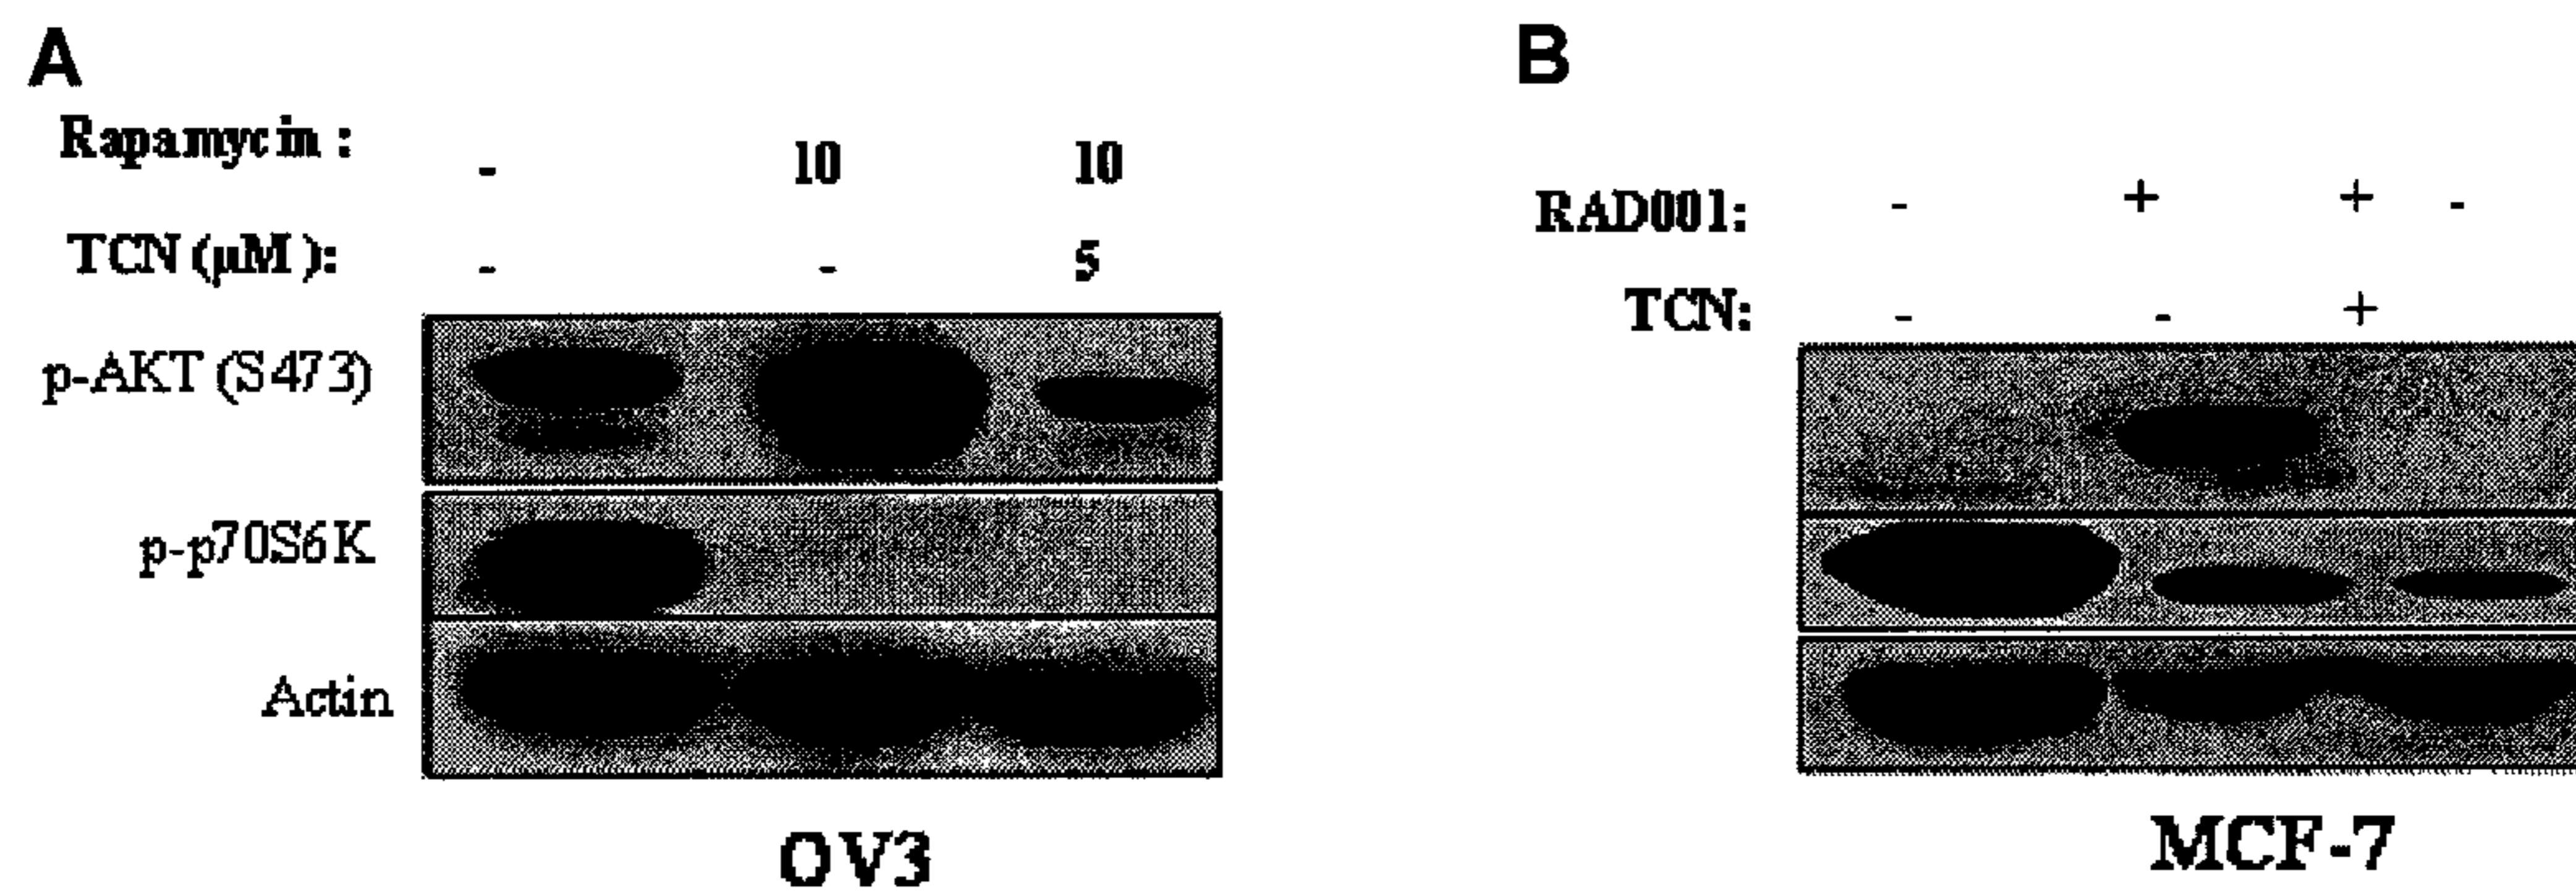 A
Rapamycin : - 10 10
TCN (µM): - - 5
p-AKT (S473)
p-p70S6K
Actin
OV3
B
RAD001: - + + -
TCN: - - +
MCF-7